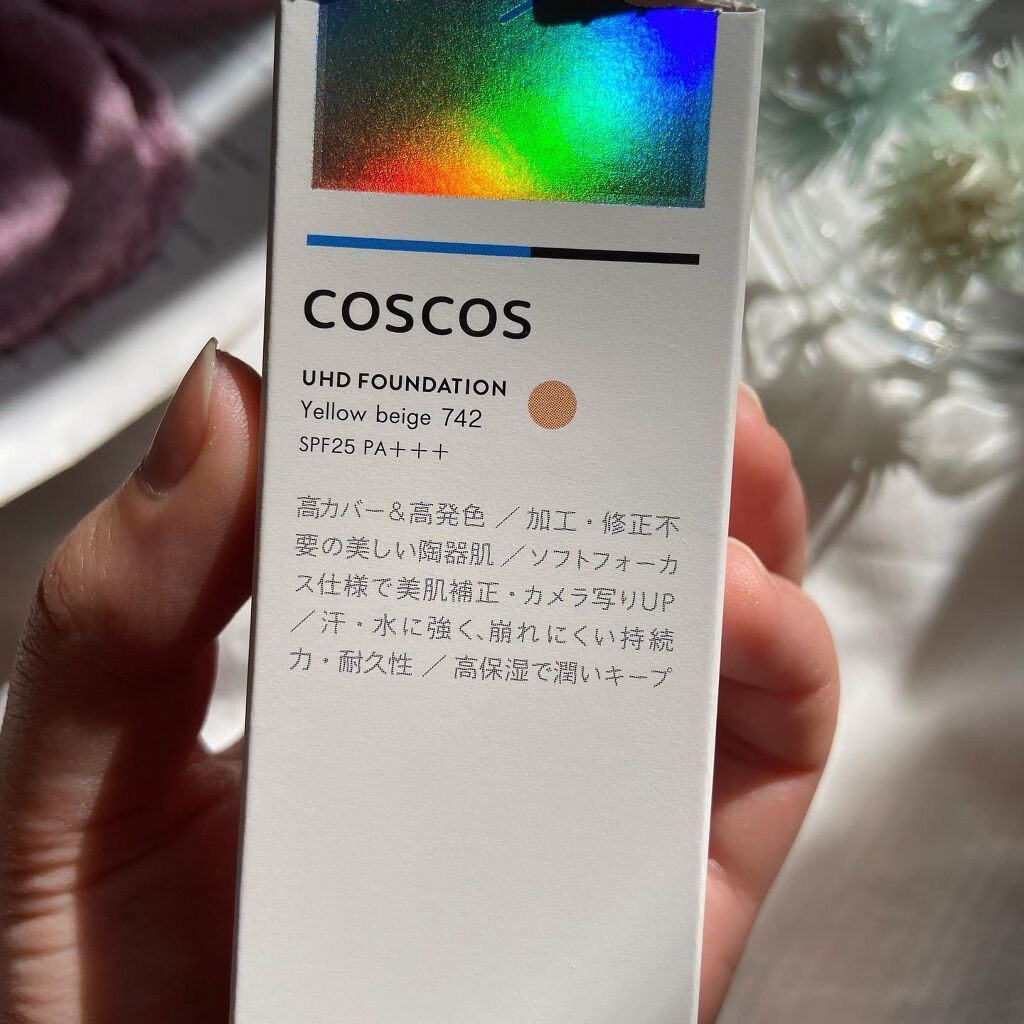 COSCOS
UHD FOUNDATION
Yellow beige 742
SPF25 PA+++
高カバー&高発色 ／ 加工・修正不
要の美しい陶器肌 ／ ソフトフォーカ
ス仕様で美肌補正・カメラ写りUP
／ 汗・水に強く、崩れにくい持続
力・耐久性 ／ 高保湿で潤いキープ